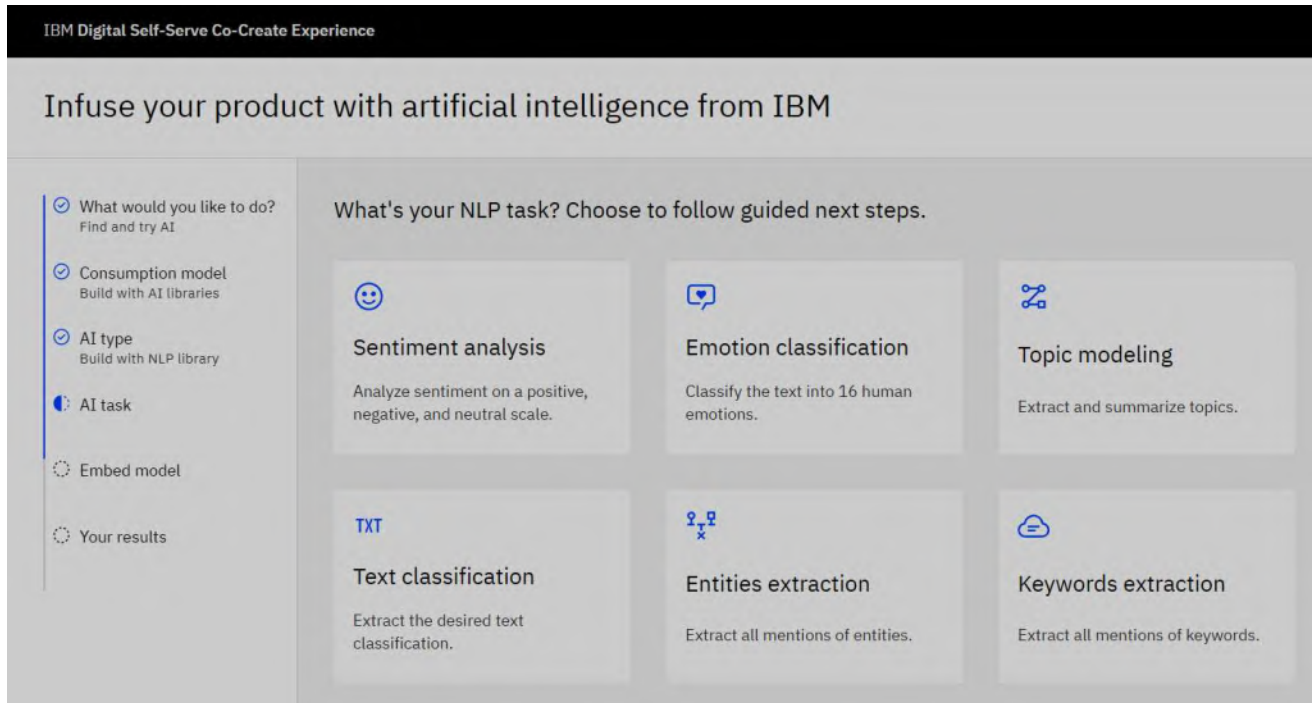 IBM Digital Self-Serve Co-Create Experience
Infuse your product with artificial intelligence from IBM
What would you like to do?
Find and try AI
Consumption model
Build with AI libraries
AI type
Build with NLP library
AI task
Embed model
Your results
What's your NLP task? Choose to follow guided next steps.
Sentiment analysis
Analyze sentiment on a positive,
negative, and neutral scale.
Emotion classification
Classify the text into 16 human
emotions.
Topic modeling
Extract and summarize topics.
TXT
Text classification
Extract the desired text
classification.
Entities extraction
Extract all mentions of entities.
Keywords extraction
Extract all mentions of keywords.